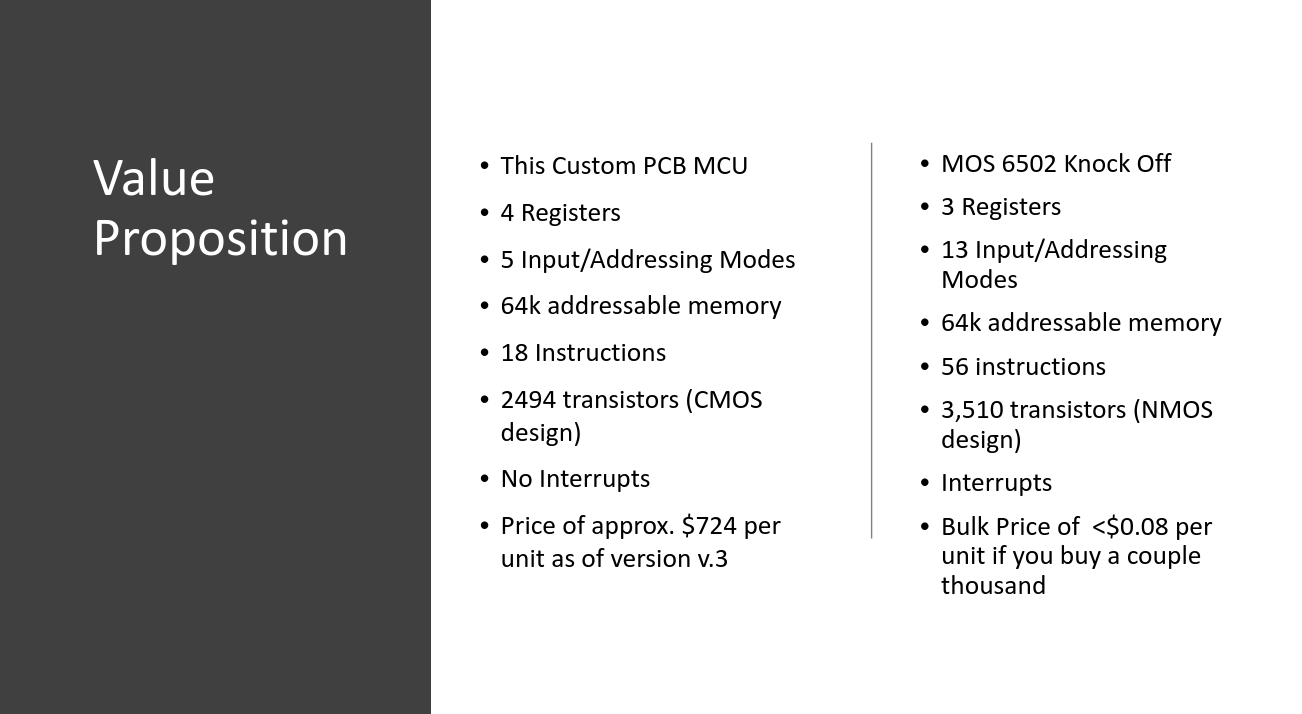 Value
Proposition
• This Custom PCB MCU
• 4 Registers
• 5 Input/Addressing Modes
• 64k addressable memory
• 18 Instructions
• 2494 transistors (CMOS
design)
• No Interrupts
• Price of approx. $724 per
unit as of version v.3
• MOS 6502 Knock Off
• 3 Registers
• 13 Input/Addressing
Modes
• 64k addressable memory
• 56 instructions
• 3,510 transistors (NMOS
design)
• Interrupts
• Bulk Price of  <$0.08 per
unit if you buy a couple
thousand